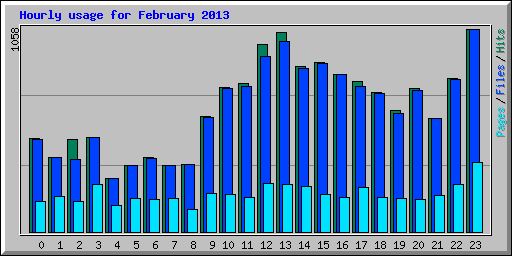 Hourly usage for February 2013
1058
Pages/Files/Hits
0 1 2 3 4 5 6 7 8 9 10 11 12 13 14 15 16 17 18 19 20 21 22 23